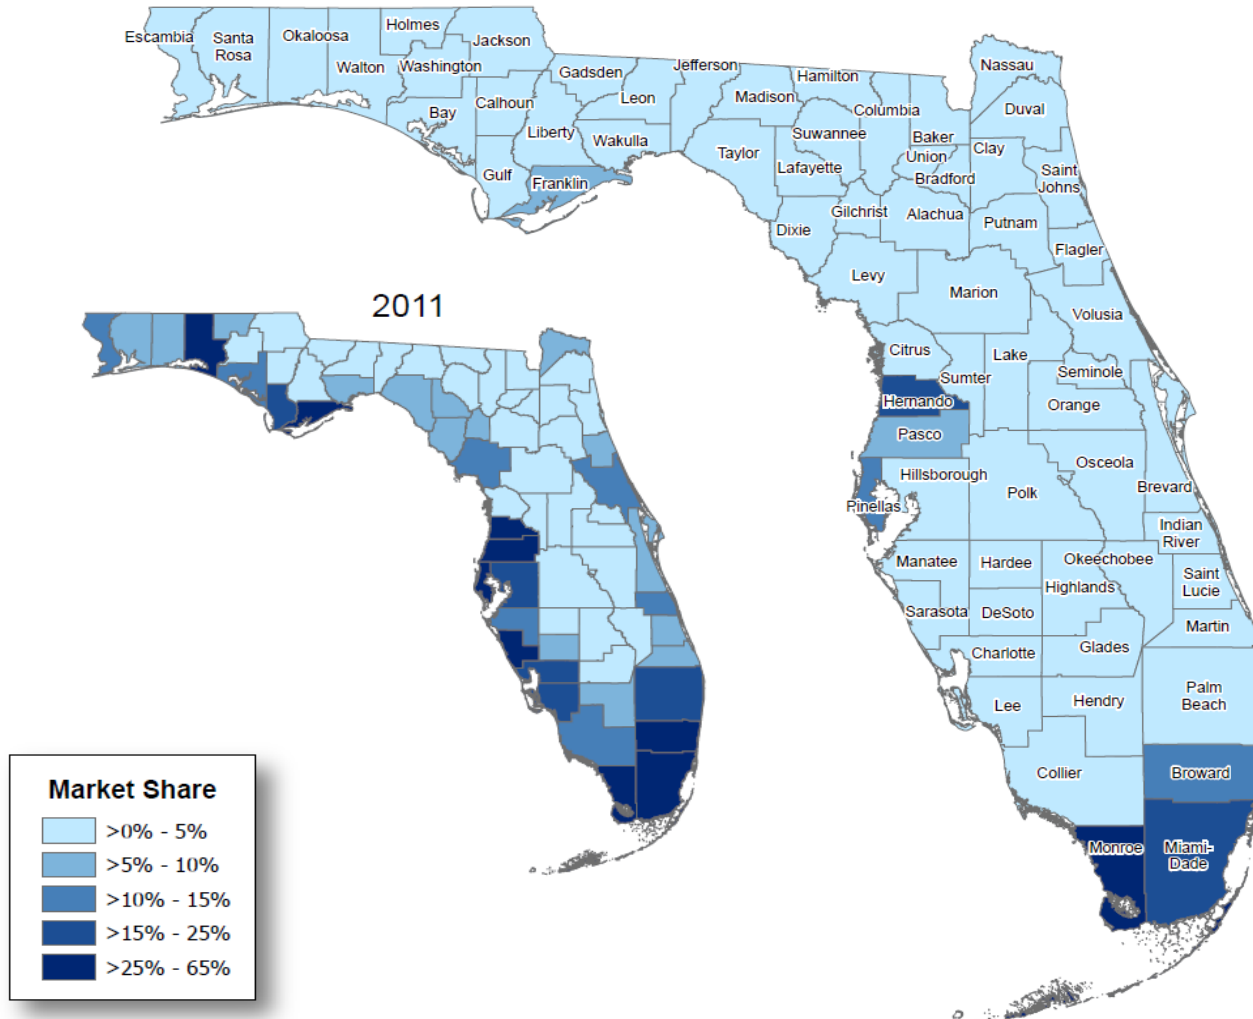 Escambia
Santa
Rosa
Okaloosa
Walton
Holmes
Washington
Jackson
Bay
Calhoun
Gulf
Gadsden
Liberty
Franklin
Leon
Wakulla
Jefferson
Madison
Taylor
Hamilton
Suwannee
Lafayette
Dixie
Columbia
Gilchrist
Baker
Union
Bradford
Alachua
Nassau
Duval
Clay
Saint
Johns
Putnam
Flagler
Levy
Marion
Volusia
Citrus
Lake
Sumter
Seminole
Hernando
Orange
Pasco
Osceola
Hillsborough
Polk
Brevard
Pinellas
Indian
River
Manatee
Hardee
Okeechobee
Highlands
Saint
Lucie
Sarasota
DeSoto
Martin
Charlotte
Glades
Lee
Hendry
Palm
Beach
Collier
Broward
Monroe
Miami-
Dade
2011
Market Share
>0% - 5%
>5% - 10%
>10% - 15%
>15% - 25%
>25% - 65%